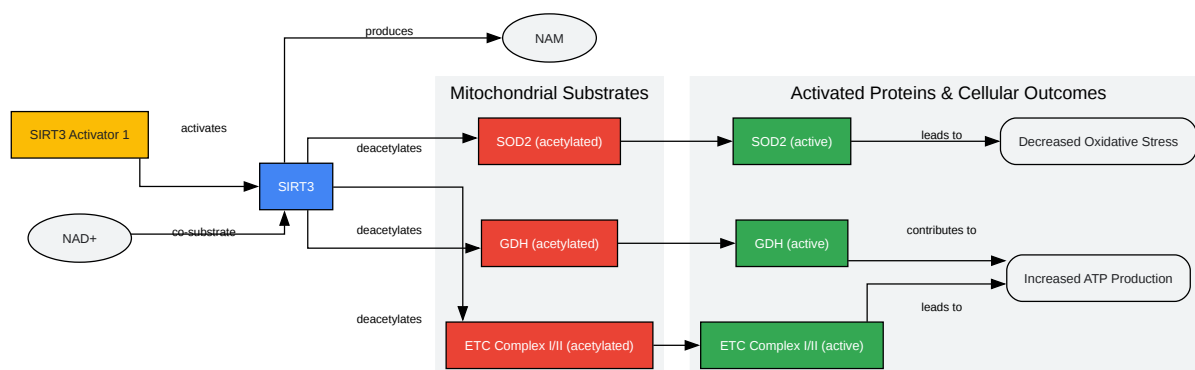 produces
NAM
Mitochondrial Substrates
Activated Proteins & Cellular Outcomes
SIRT3 Activator 1
activates
deacetylates
SOD2 (acetylated)
SOD2 (active)
leads to
Decreased Oxidative Stress
SIRT3
NAD+
co-substrate
deacetylates
GDH (acetylated)
GDH (active)
contributes to
Increased ATP Production
deacetylates
ETC Complex I/II (acetylated)
ETC Complex I/II (active)
leads to